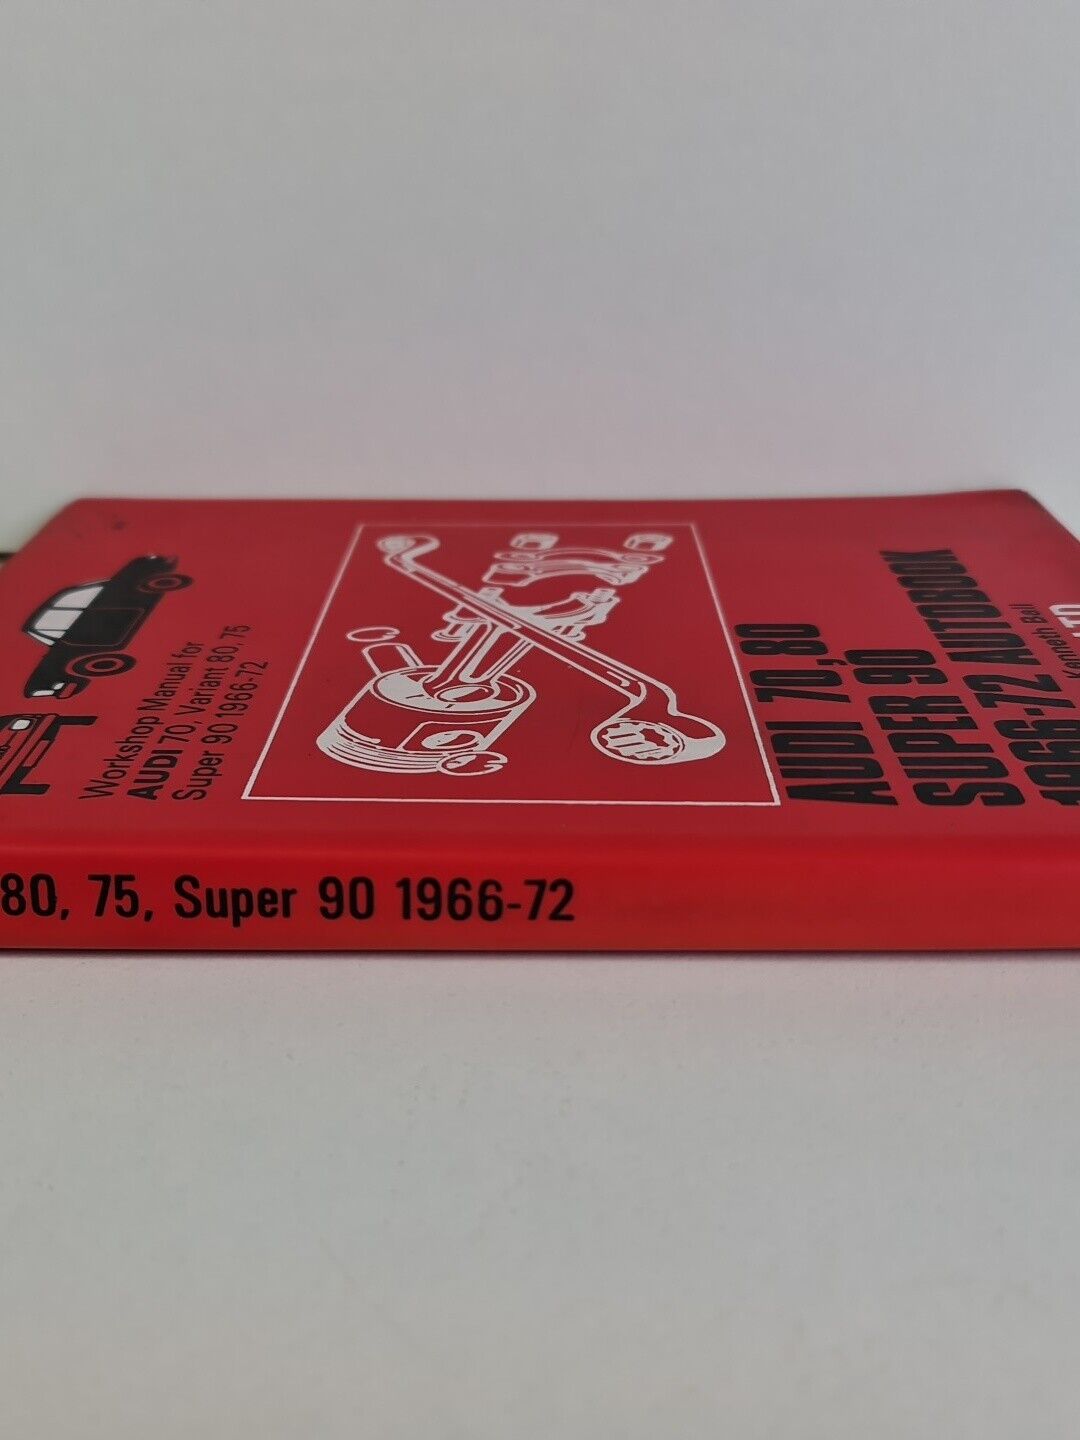 AUDI 70, 80
SUPER 90
1966-72 AUTOBOOK
Kenneth Ball
LTD
Workshop Manual for
AUDI 70, Variant 80, 75
Super 90 1966-72
80, 75, Super 90 1966-72